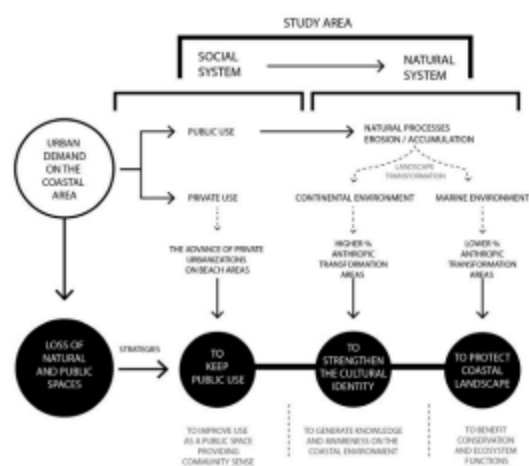 STUDY AREA
SOCIAL
SYSTEM
NATURAL
SYSTEM
URBAN
DEMAND
ON THE
COASTAL
AREA
PUBLIC USE
NATURAL PROCESSES
EROSION / ACCUMULATION
LANDSCAPE
TRANSFORMATION
PRIVATE USE
CONTINENTAL ENVIRONMENT
MARINE ENVIRONMENT
THE ADVANCE OF PRIVATE
URBANIZATIONS
ON BEACH AREAS
HIGHER %
ANTHROPIC
TRANSFORMATION
AREAS
LOWER %
ANTHROPIC
TRANSFORMATION
AREAS
LOSS OF
NATURAL
AND PUBLIC
SPACES
STRATEGIES
TO
KEEP
PUBLIC USE
TO
STRENGTHEN
THE CULTURAL
IDENTITY
TO PROTECT
COASTAL
LANDSCAPE
TO IMPROVE USE
AS A PUBLIC SPACE
PROVIDING
COMMUNITY SENSE
TO GENERATE KNOWLEDGE
AND AWARENESS ON THE
COASTAL ENVIRONMENT
TO BENEFIT
CONSERVATION
AND ECOSYSTEM
FUNCTIONS